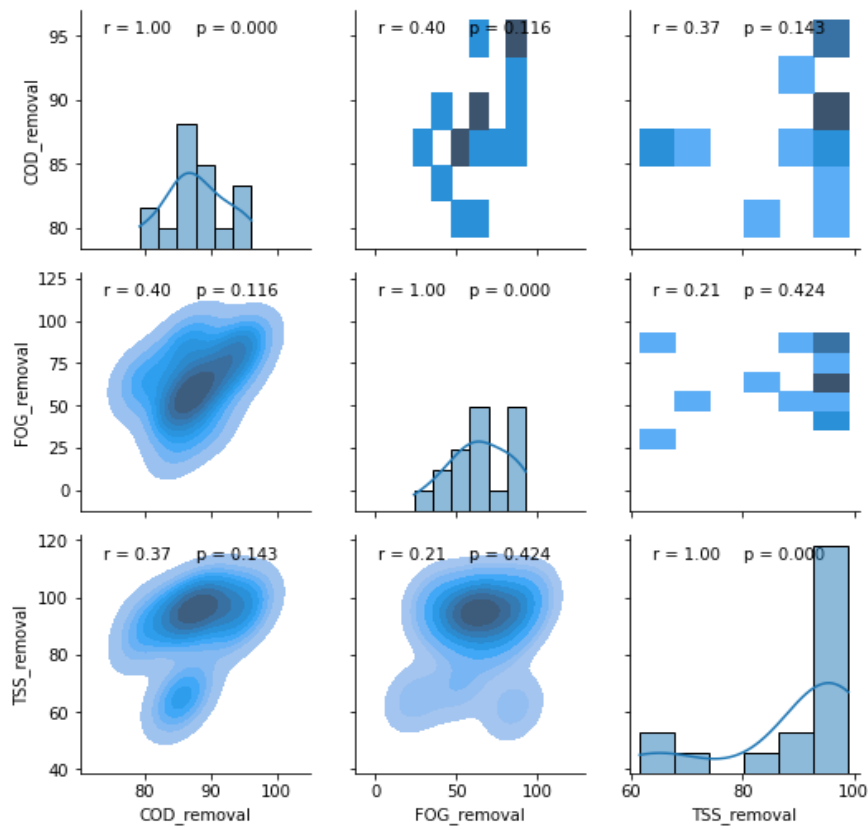 r = 1.00 p = 0.000
r = 0.40 p = 0.116
r = 0.37 p = 0.143
COD_removal
95
90
85
80
r = 0.40 p = 0.116
r = 1.00 p = 0.000
r = 0.21 p = 0.424
FOG_removal
125
100
75
50
25
0
r = 0.37 p = 0.143
r = 0.21 p = 0.424
r = 1.00 p = 0.000
TSS_removal
120
100
80
60
40
80 90 100
0 50 100
60 80 100
COD_removal
FOG_removal
TSS_removal